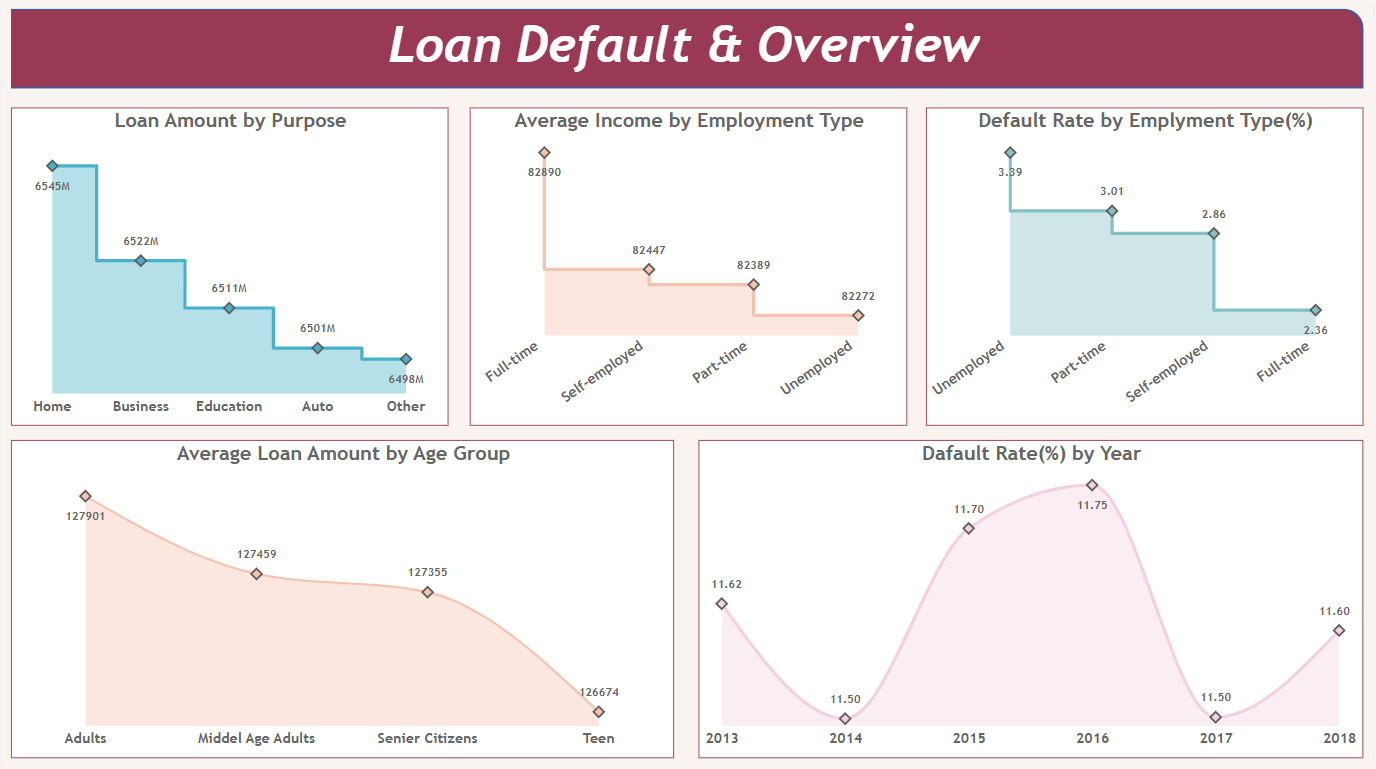 Loan Default & Overview
Loan Amount by Purpose
6545M
6522M
6511M
6501M
6498M
Home Business Education Auto Other
Average Income by Employment Type
82890
82447
82389
82272
Full-time Self-employed Part-time Unemployed
Default Rate by Emplyment Type(%)
3.39
3.01
2.86
2.36
Unemployed Part-time Self-employed Full-time
Average Loan Amount by Age Group
127901
127459
127355
126674
Adults Middel Age Adults Senier Citizens Teen
Dafault Rate(%) by Year
11.62
11.50
11.70
11.75
11.50
11.60
2013 2014 2015 2016 2017 2018